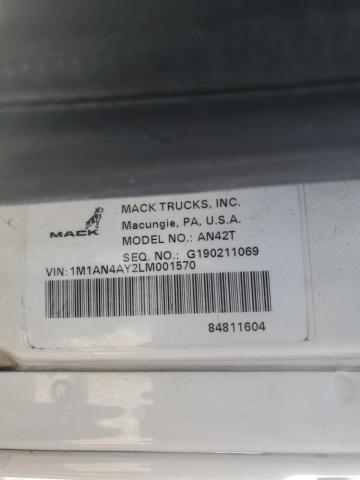 MACK
MACK TRUCKS, INC.
Macungie, PA, U.S.A.
MODEL NO.: AN42T
SEQ. NO.: G190211069
VIN: 1M1AN4AY2LM001570
84811604